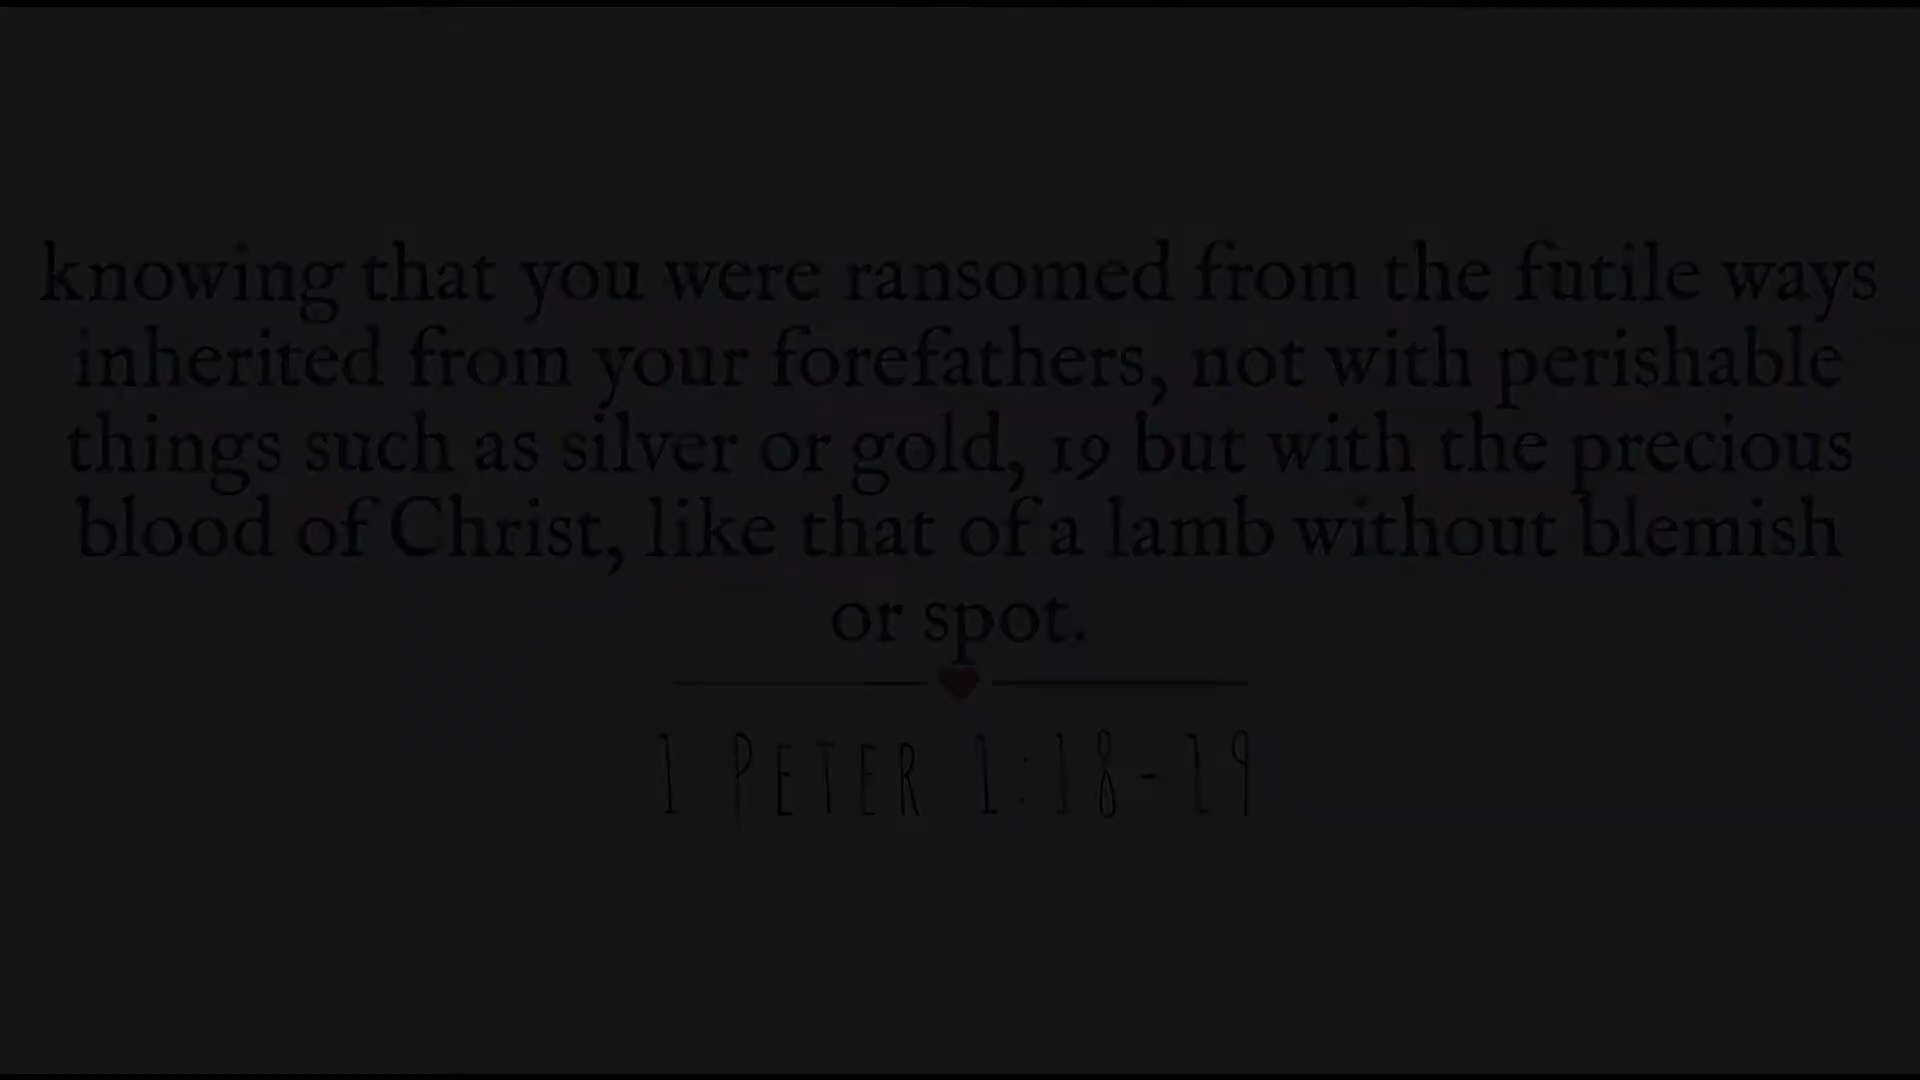 knowing that you were ransomed from the futile ways
inherited from your forefathers, not with perishable
things such as silver or gold, 19 but with the precious
blood of Christ, like that of a lamb without blemish
or spot.
1 PETER 1:18-19